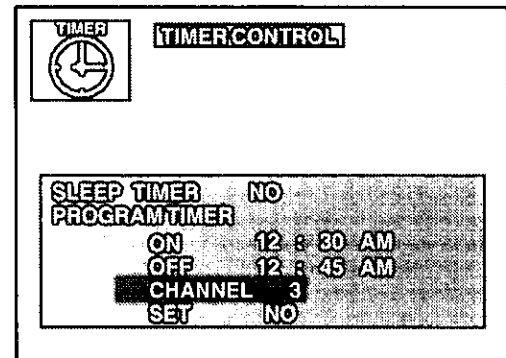 TIMER
TIMER CONTROL
SLEEP TIMER NO
PROGRAM TIMER
ON 12 : 30 AM
OFF 12 : 45 AM
CHANNEL 3
SET NO